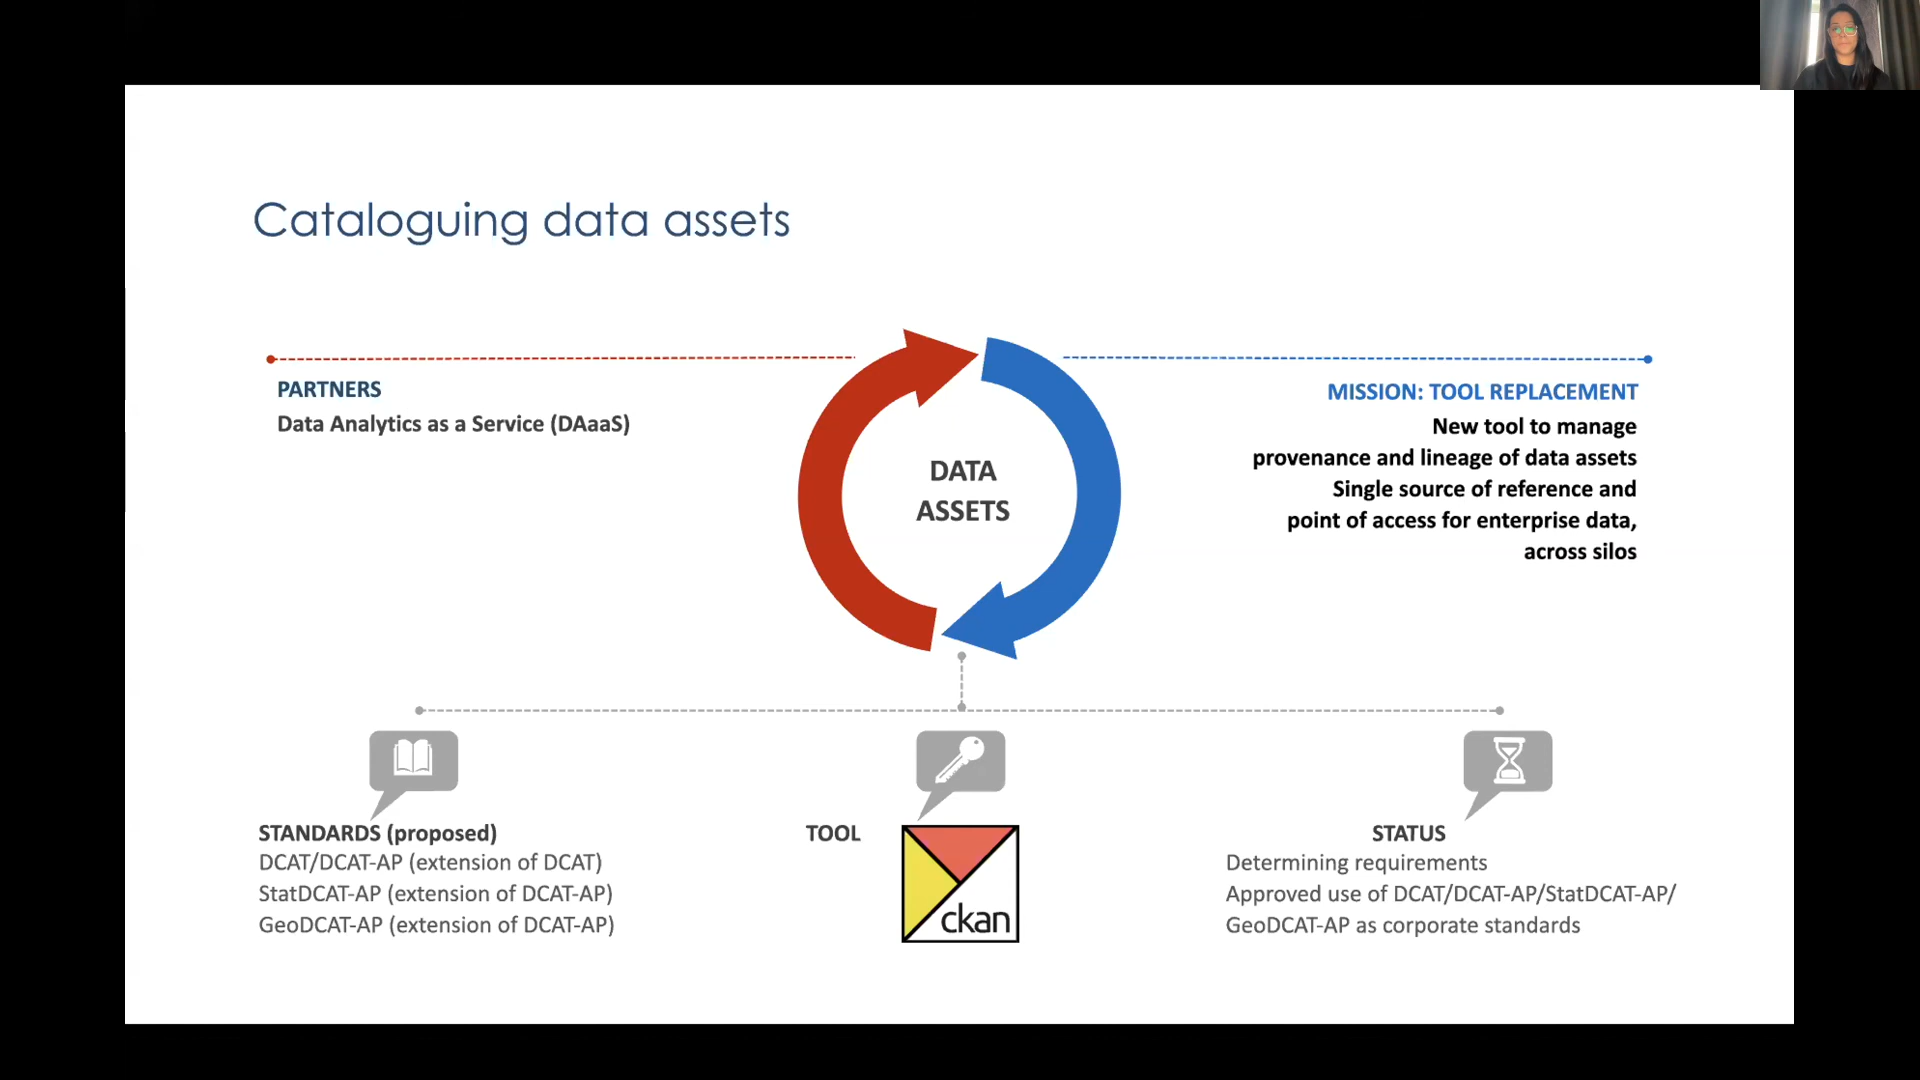 Cataloguing data assets
PARTNERS
Data Analytics as a Service (DAaaS)
DATA
ASSETS
MISSION: TOOL REPLACEMENT
New tool to manage
provenance and lineage of data assets
Single source of reference and
point of access for enterprise data,
across silos
STANDARDS (proposed)
DCAT/DCAT-AP (extension of DCAT)
StatDCAT-AP (extension of DCAT-AP)
GeoDCAT-AP (extension of DCAT-AP)
TOOL
ckan
STATUS
Determining requirements
Approved use of DCAT/DCAT-AP/StatDCAT-AP/
GeoDCAT-AP as corporate standards